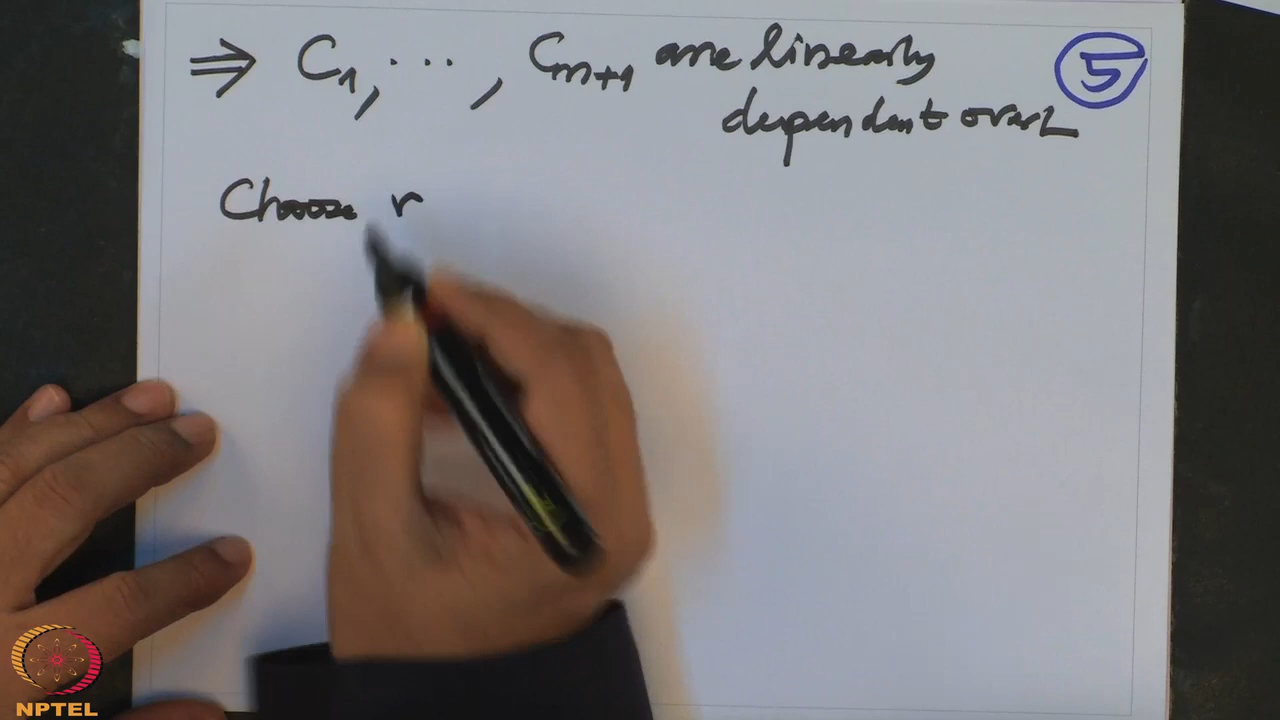 ⇒ C₁, ..., Cₘ₊₁ are linearly
dependent over L
⑤
Choose r
NPTEL